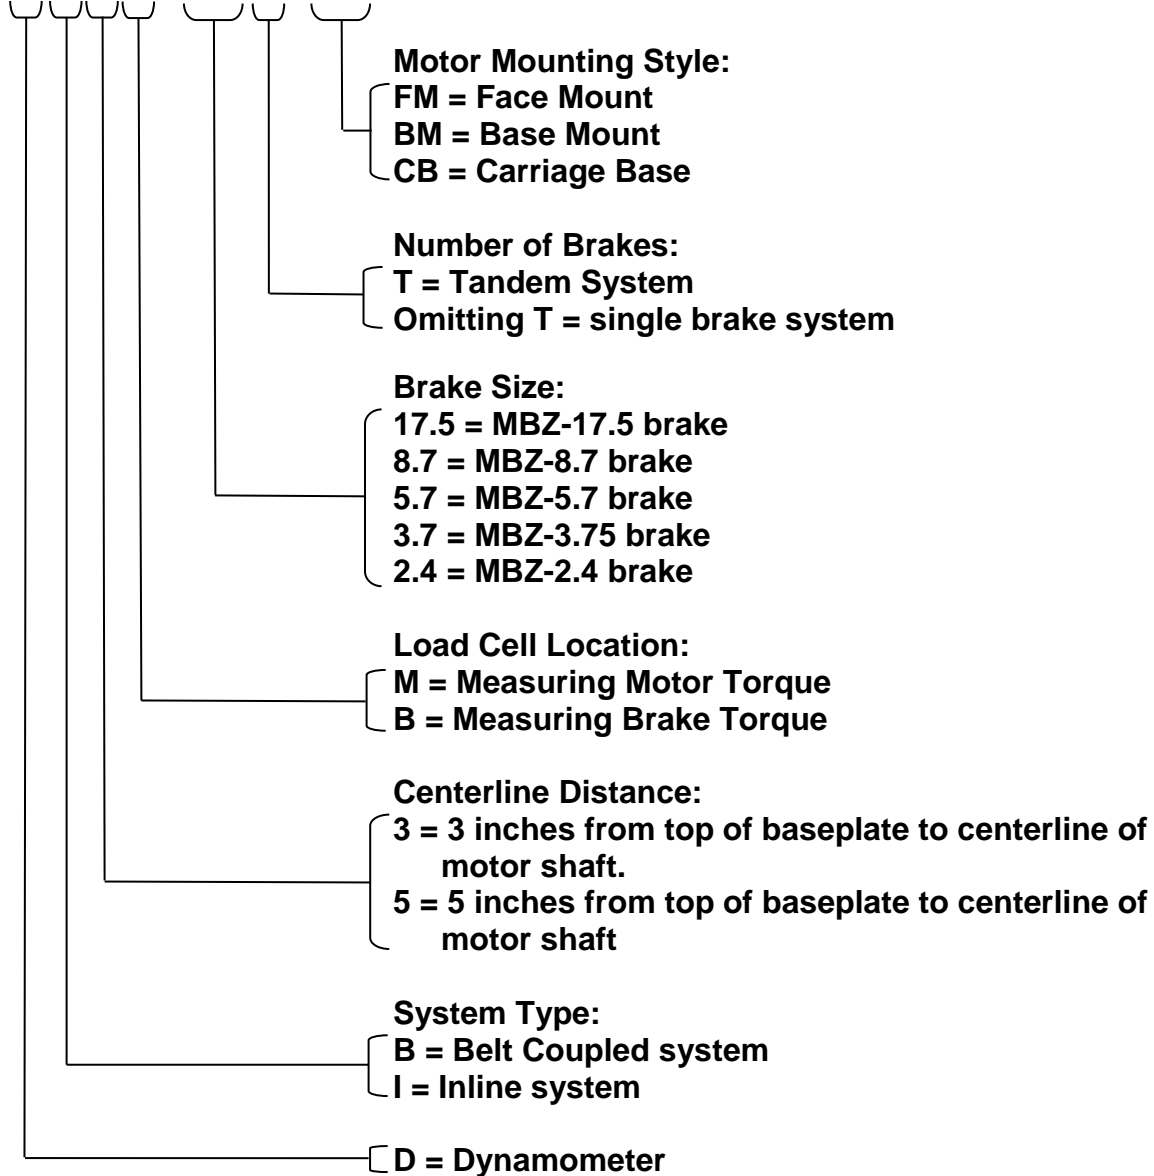 Motor Mounting Style:
FM = Face Mount
BM = Base Mount
CB = Carriage Base
Number of Brakes:
T = Tandem System
Omitting T = single brake system
Brake Size:
17.5 = MBZ-17.5 brake
8.7 = MBZ-8.7 brake
5.7 = MBZ-5.7 brake
3.7 = MBZ-3.75 brake
2.4 = MBZ-2.4 brake
Load Cell Location:
M = Measuring Motor Torque
B = Measuring Brake Torque
Centerline Distance:
3 = 3 inches from top of baseplate to centerline of
motor shaft.
5 = 5 inches from top of baseplate to centerline of
motor shaft
System Type:
B = Belt Coupled system
I = Inline system
D = Dynamometer